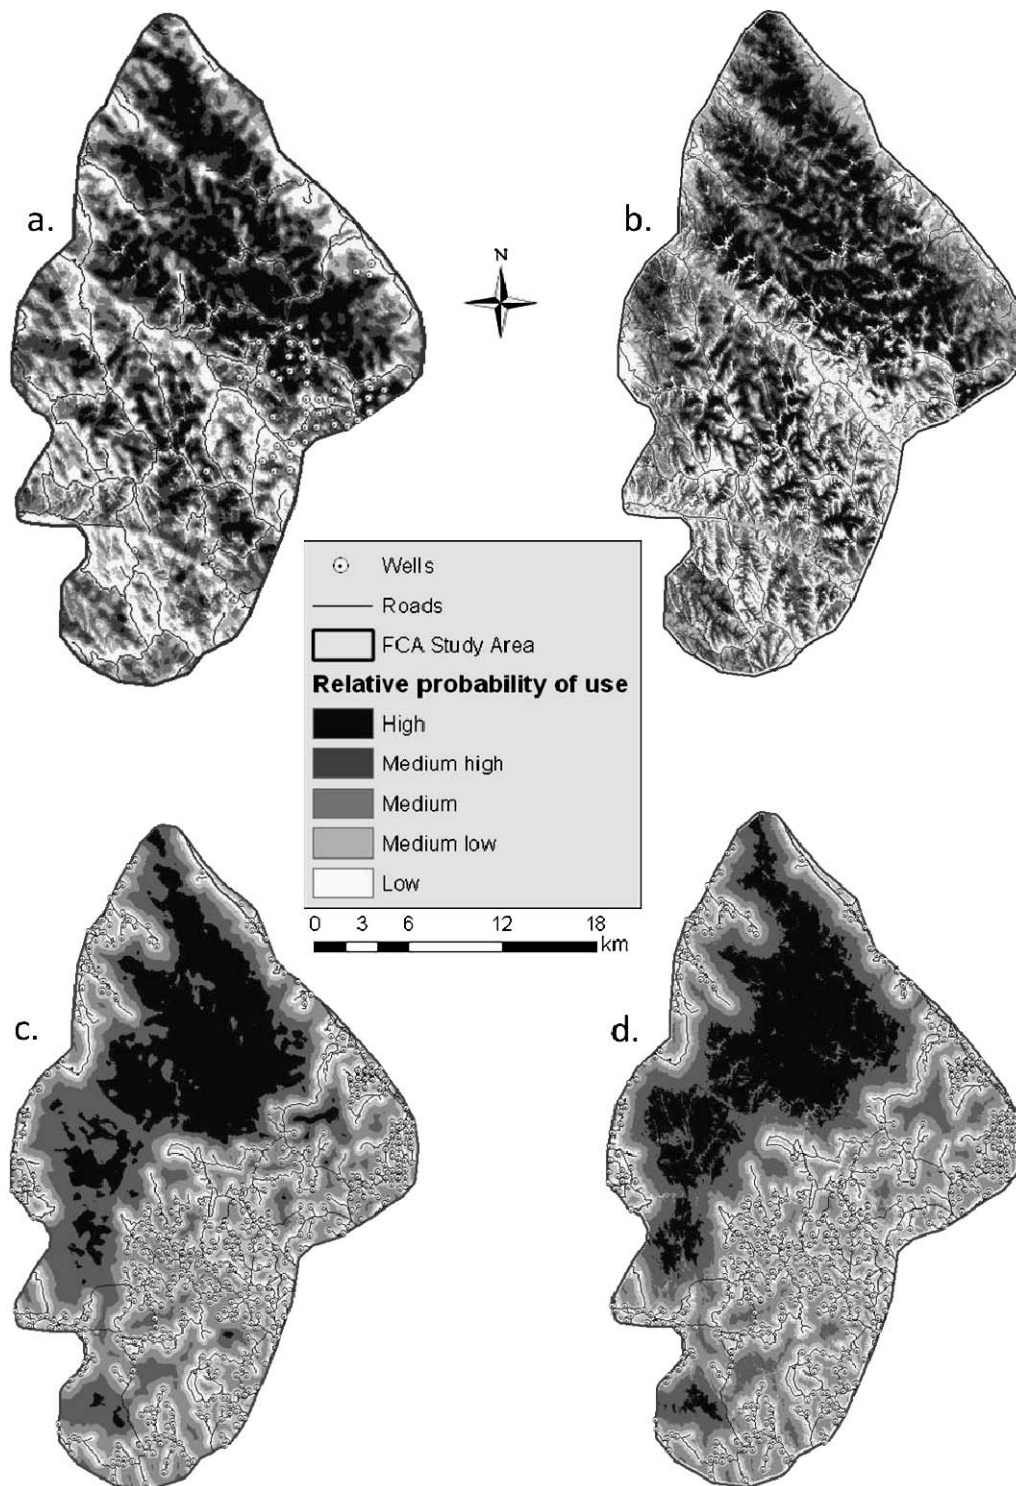 a.
b.
N
Wells
Roads
FCA Study Area
Relative probability of use
High
Medium high
Medium
Medium low
Low
0 3 6 12 18
km
c.
d.